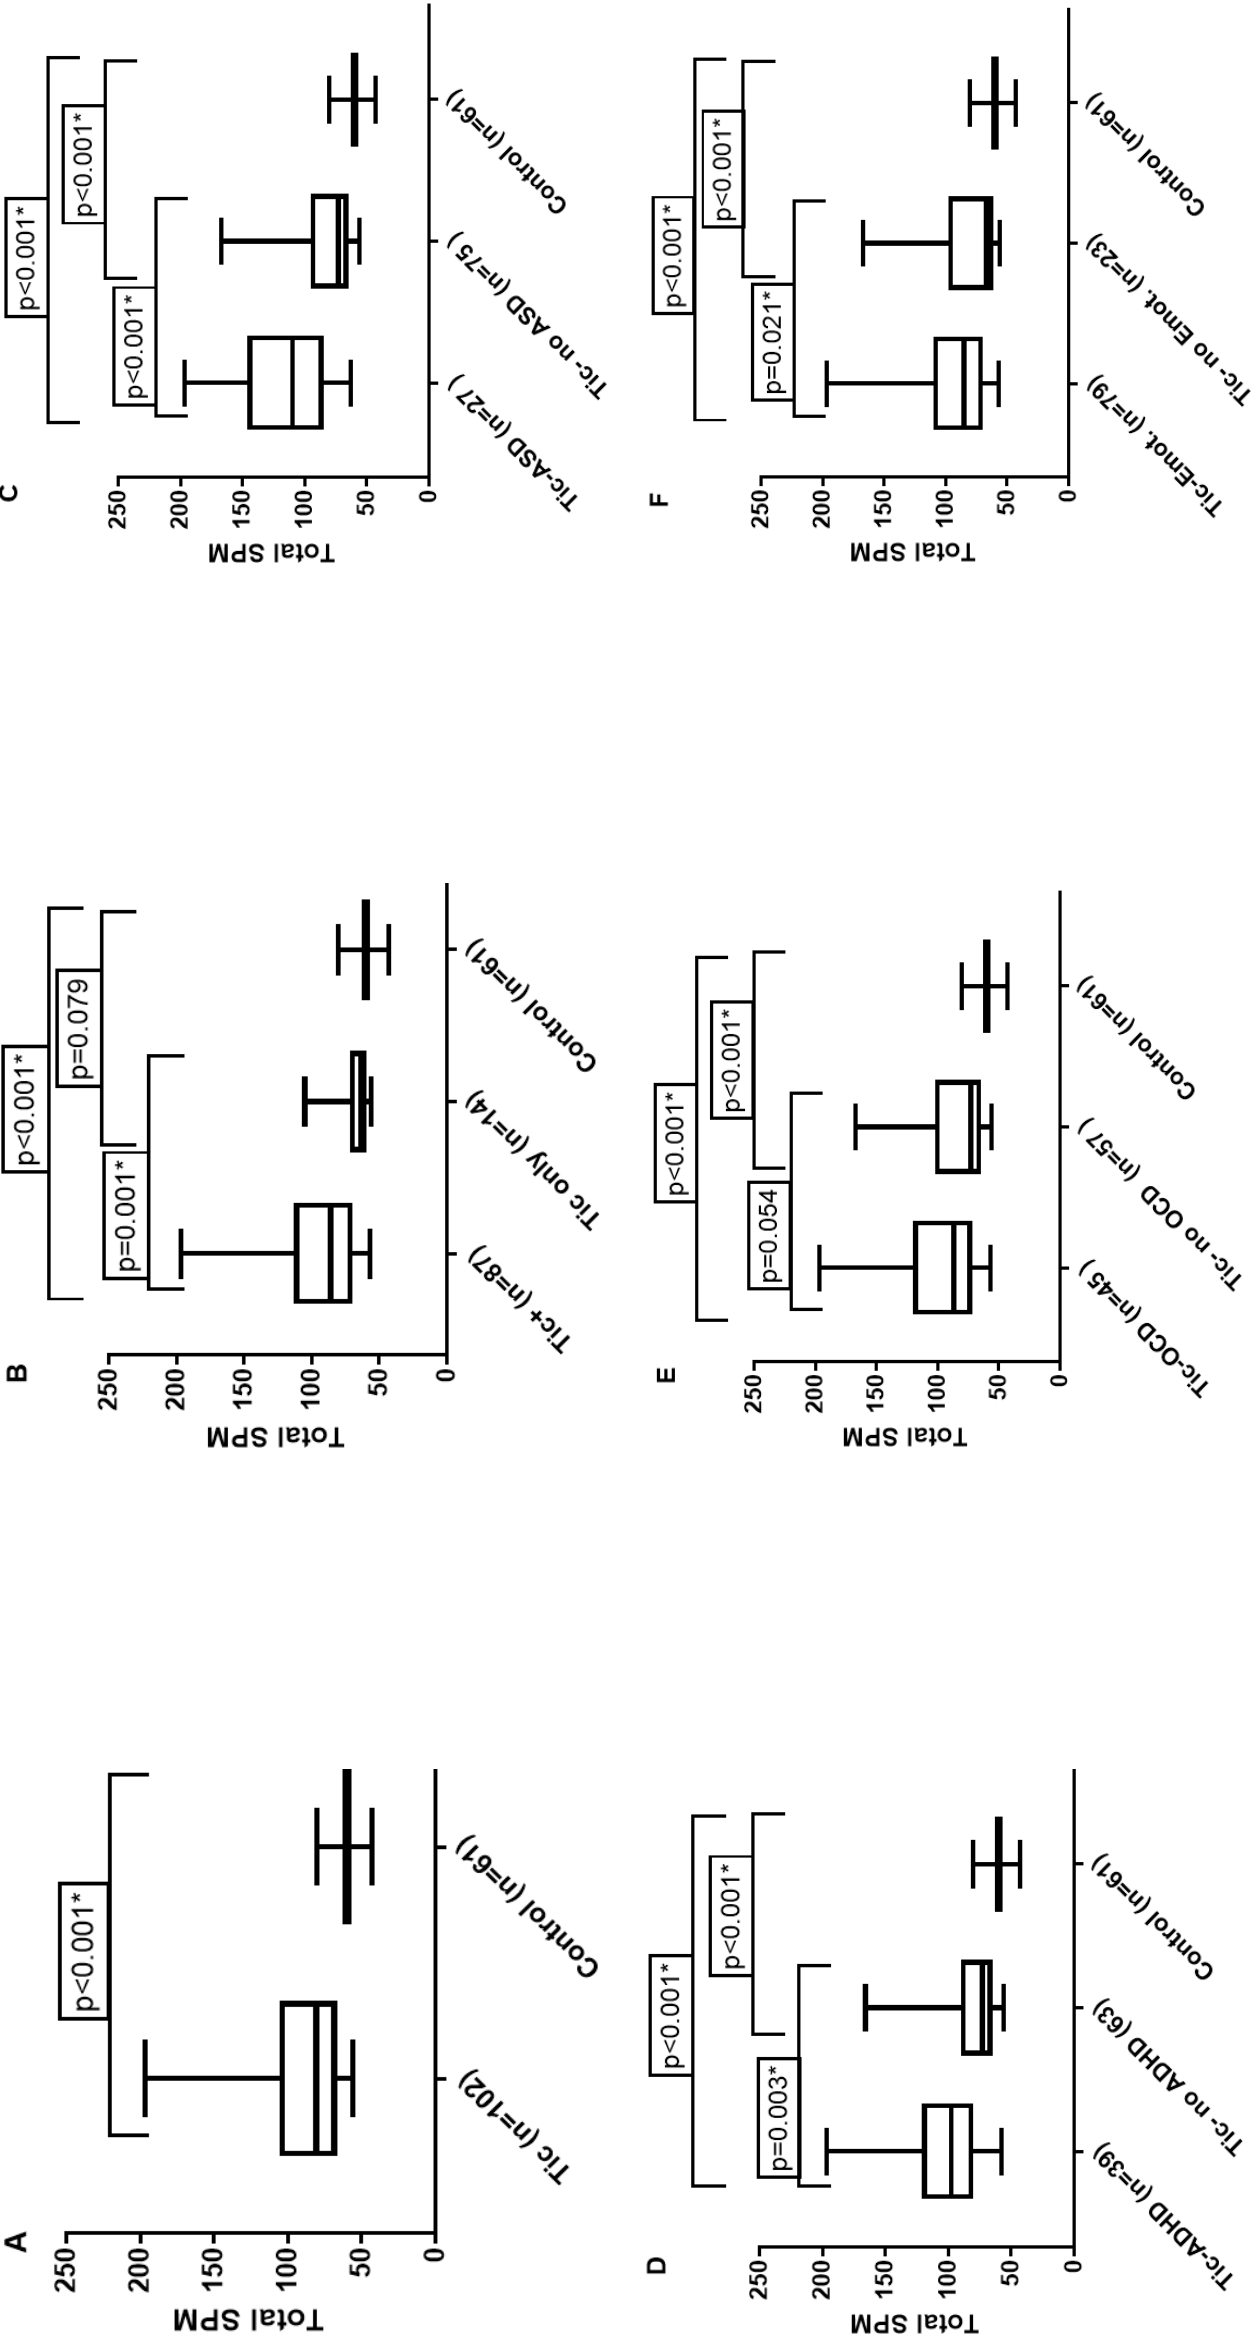 A
Total SPM
250
200
150
100
50
0
p<0.001*
Tic (n=102)
Control (n=61)
B
Total SPM
250
200
150
100
50
0
p<0.001*
p=0.079
p=0.001*
Tic+ (n=87)
Tic only (n=14)
Control (n=61)
C
Total SPM
250
200
150
100
50
0
p<0.001*
p<0.001*
p<0.001*
Tic-ASD (n=27)
Tic- no ASD (n=75)
Control (n=61)
D
Total SPM
250
200
150
100
50
0
p<0.001*
p<0.001*
p=0.003*
Tic-ADHD (n=39)
Tic- no ADHD (63)
Control (n=61)
E
Total SPM
250
200
150
100
50
0
p<0.001*
p<0.001*
p=0.054
Tic-OCD (n=45)
Tic- no OCD (n=57)
Control (n=61)
F
Total SPM
250
200
150
100
50
0
p<0.001*
p<0.001*
p=0.021*
Tic-Emot. (n=79)
Tic- no Emot. (n=23)
Control (n=61)